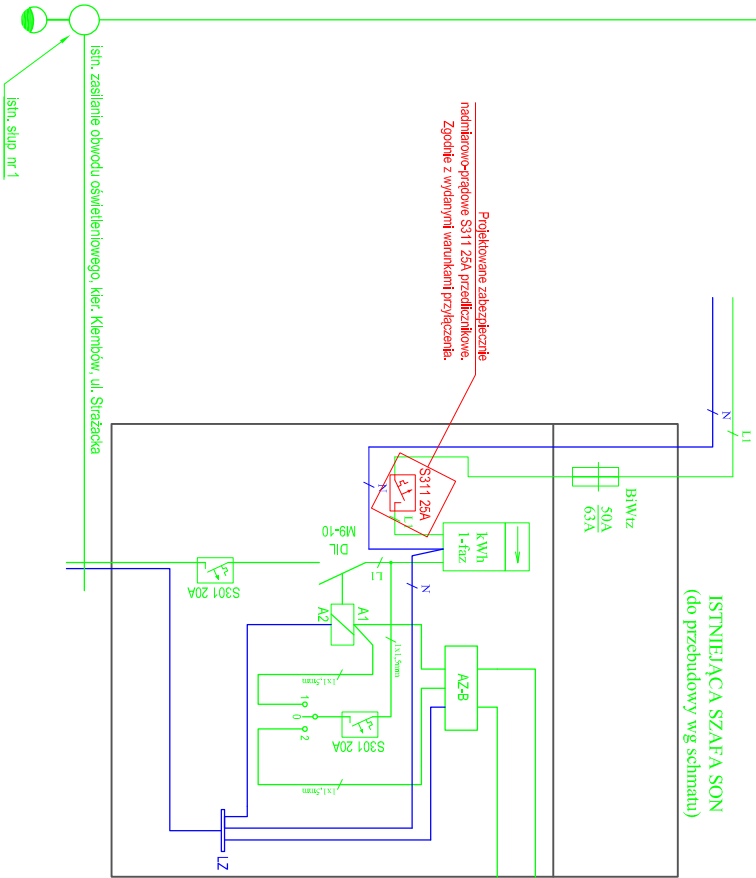 ISTNIEJĄCA SZAFA SON
(do przebudowy wg schmatu)
L1
N
BiWtz
50A
63A
Projektowane zabezpiecznie
nadmiarowo-prądowe S311 25A przedlicznikowe.
Zgodnie z wydanymi warunkami przyłączenia.
S311 25A
L1
N
kWh
1-faz
N
L1
DIL
M9-10
S301 20A
A1
A2
AZ-B
1x1,5mm
1x1,5mm
1
0
2
S301 20A
1x1,5mm
LZ
istn. zasilanie obwodu oświetleniowego, kier. Klembów, ul. Strażacka
istn. słup nr 1